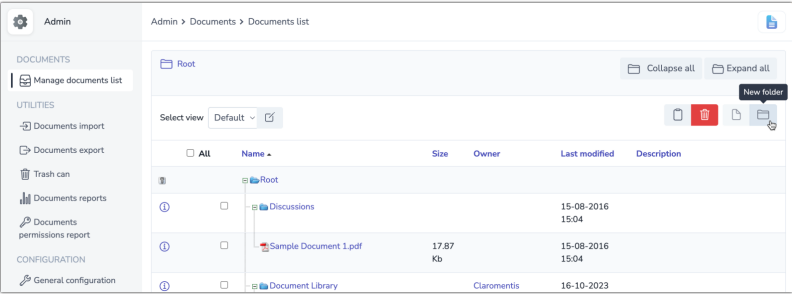 Admin
Admin > Documents > Documents list
DOCUMENTS
Manage documents list
UTILITIES
Documents import
Documents export
Trash can
Documents reports
Documents
permissions report
CONFIGURATION
General configuration
Root
Collapse all
Expand all
New folder
Select view
Default
All
Name
Size
Owner
Last modified
Description
Root
Discussions
15-08-2016
15:04
Sample Document 1.pdf
17.87
Kb
15-08-2016
15:04
Document Library
Claromentis
16-10-2023